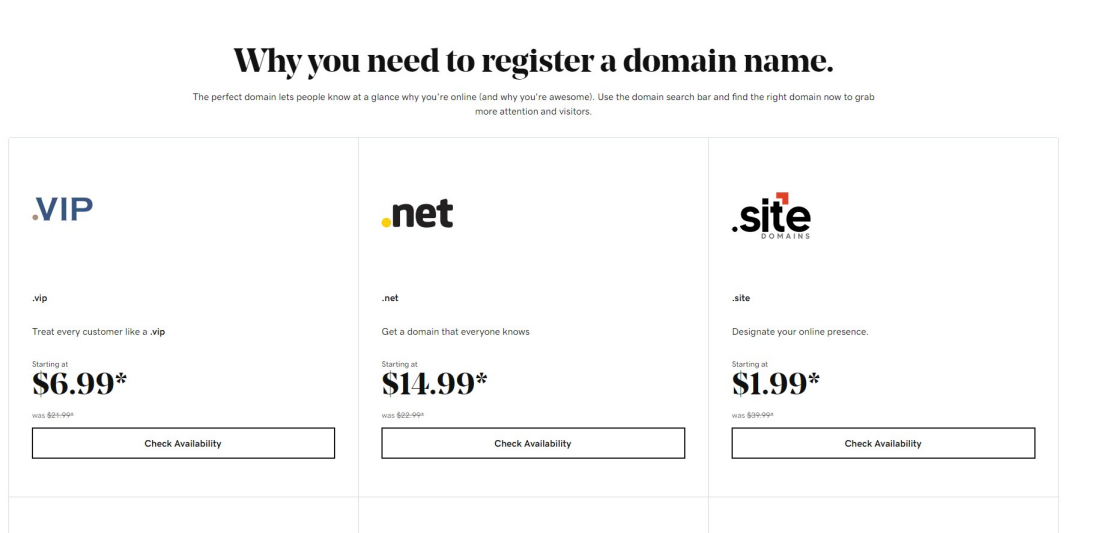 Why you need to register a domain name.
The perfect domain lets people know at a glance why you're online (and why you're awesome). Use the domain search bar and find the right domain now to grab
more attention and visitors.
.VIP
.vip
Treat every customer like a .vip
Starting at
$6.99*
was $21.99*
Check Availability
.net
.net
Get a domain that everyone knows
Starting at
$14.99*
was $22.99*
Check Availability
.site
DOMAINS
.site
Designate your online presence.
Starting at
$1.99*
was $39.99*
Check Availability